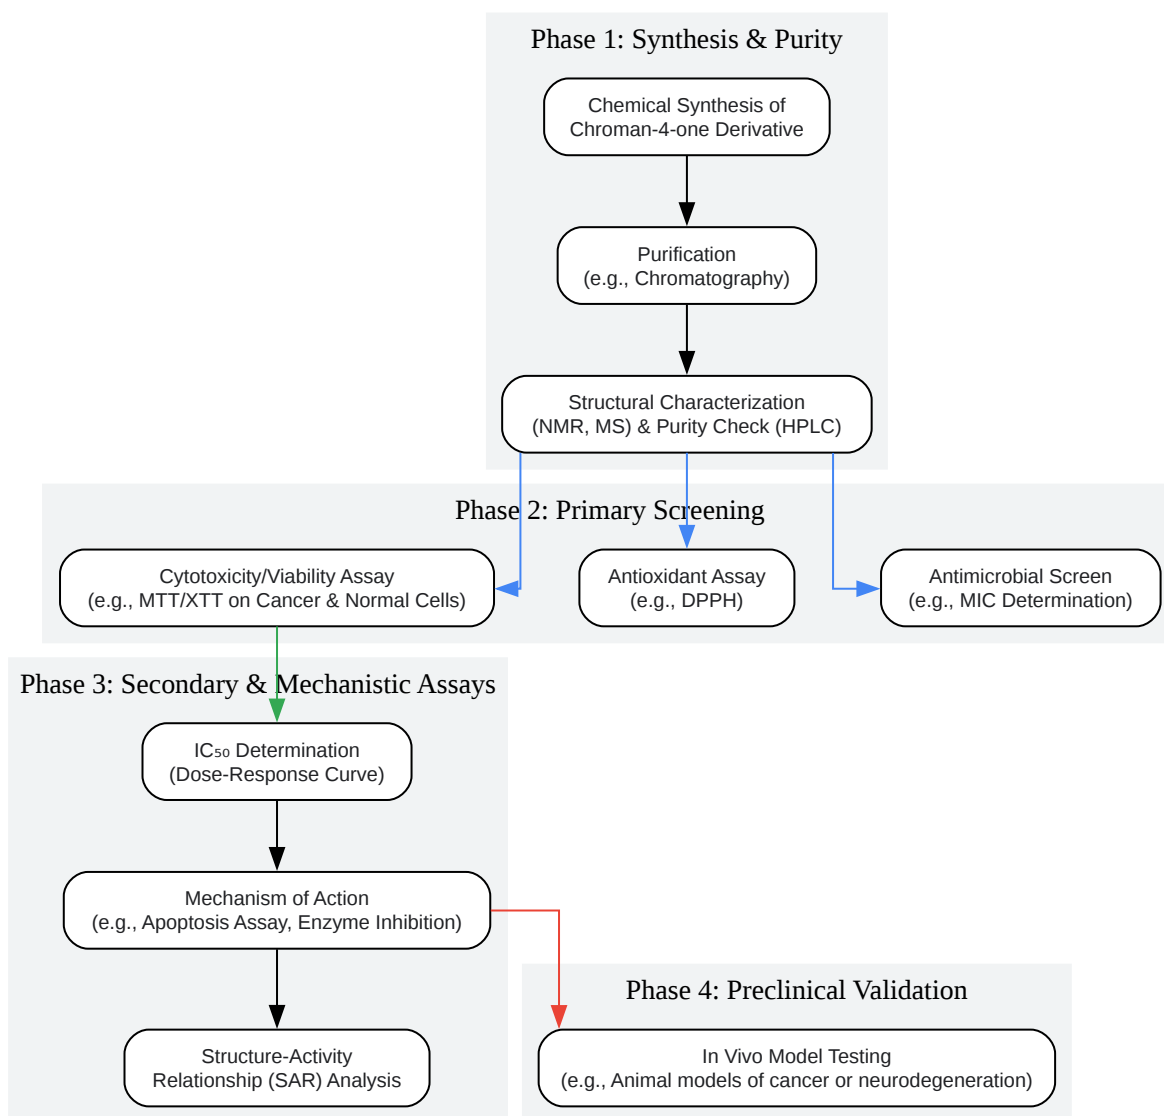 Phase 1: Synthesis & Purity
Chemical Synthesis of
Chroman-4-one Derivative
Purification
(e.g., Chromatography)
Structural Characterization
(NMR, MS) & Purity Check (HPLC)
Phase 2: Primary Screening
Cytotoxicity/Viability Assay
(e.g., MTT/XTT on Cancer & Normal Cells)
Antioxidant Assay
(e.g., DPPH)
Antimicrobial Screen
(e.g., MIC Determination)
Phase 3: Secondary & Mechanistic Assays
IC₅₀ Determination
(Dose-Response Curve)
Mechanism of Action
(e.g., Apoptosis Assay, Enzyme Inhibition)
Structure-Activity
Relationship (SAR) Analysis
Phase 4: Preclinical Validation
In Vivo Model Testing
(e.g., Animal models of cancer or neurodegeneration)